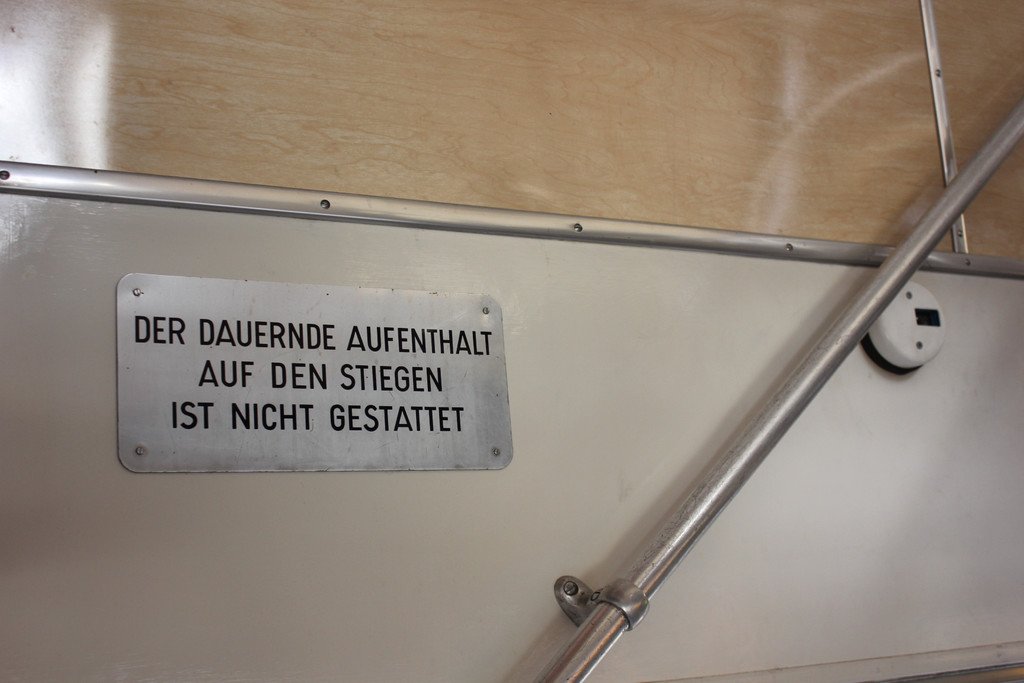 DER DAUERNDE AUFENTHALT
AUF DEN STIEGEN
IST NICHT GESTATTET